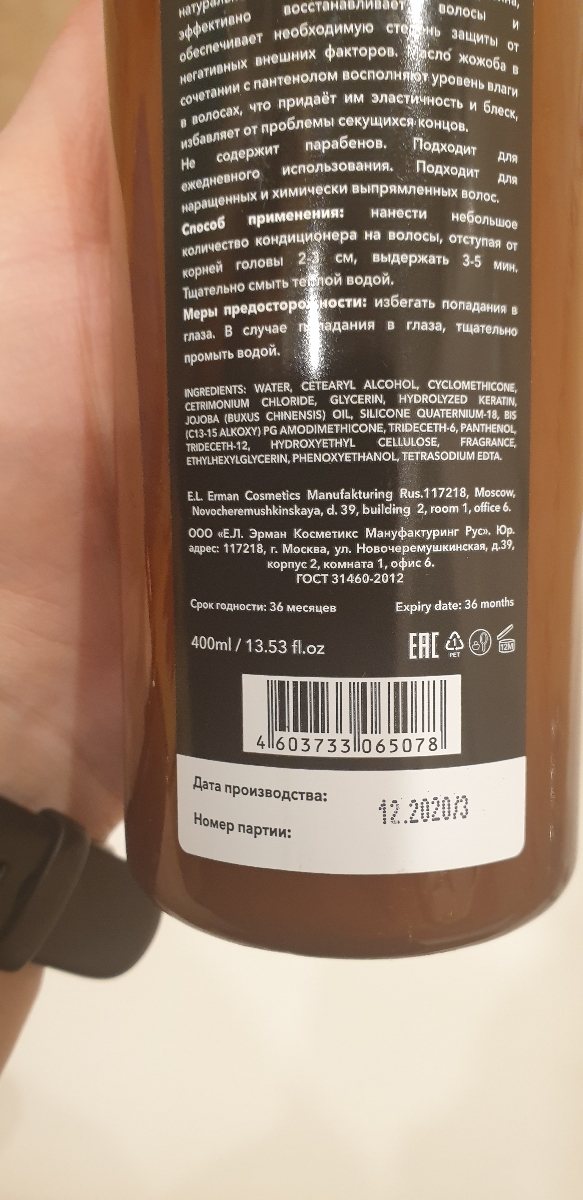 эффективно восстанавливает волосы и
обеспечивает необходимую степень защиты от
негативных внешних факторов. Масло жожоба в
сочетании с пантенолом восполняют уровень влаги
в волосах, что придаёт им эластичность и блеск,
избавляет от проблемы секущихся концов.
Не содержит парабенов. Подходит для
ежедневного использования. Подходит для
наращенных и химически выпрямленных волос.
Способ применения: нанести небольшое
количество кондиционера на волосы, отступая от
корней головы 2-3 см, выдержать 3-5 мин.
Тщательно смыть теплой водой.
Меры предосторожности: избегать попадания в
глаза. В случае попадания в глаза, тщательно
промыть водой.
INGREDIENTS: WATER, CETEARYL ALCOHOL, CYCLOMETHICONE,
CETRIMONIUM CHLORIDE, GLYCERIN, HYDROLYZED KERATIN,
JOJOBA (BUXUS CHINENSIS) OIL, SILICONE QUATERNIUM-18, BIS
(C13-15 ALKOXY) PG AMODIMETHICONE, TRIDECETH-6, PANTHENOL,
TRIDECETH-12, HYDROXYETHYL CELLULOSE, FRAGRANCE,
ETHYLHEXYLGLYCERIN, PHENOXYETHANOL, TETRASODIUM EDTA.
E.L. Erman Cosmetics Manufakturing Rus.117218, Moscow,
Novocheremushkinskaya, d. 39, building 2, room 1, office 6.
ООО «Е.Л. Эрман Косметикс Мануфактуринг Рус». Юр.
адрес: 117218, г. Москва, ул. Новочеремушкинская, д.39,
корпус 2, комната 1, офис 6.
ГОСТ 31460-2012
Срок годности: 36 месяцев Expiry date: 36 months
400ml / 13.53 fl.oz EAC PET 12M
4 603733 065078
Дата производства: 12.2020/3
Номер партии: